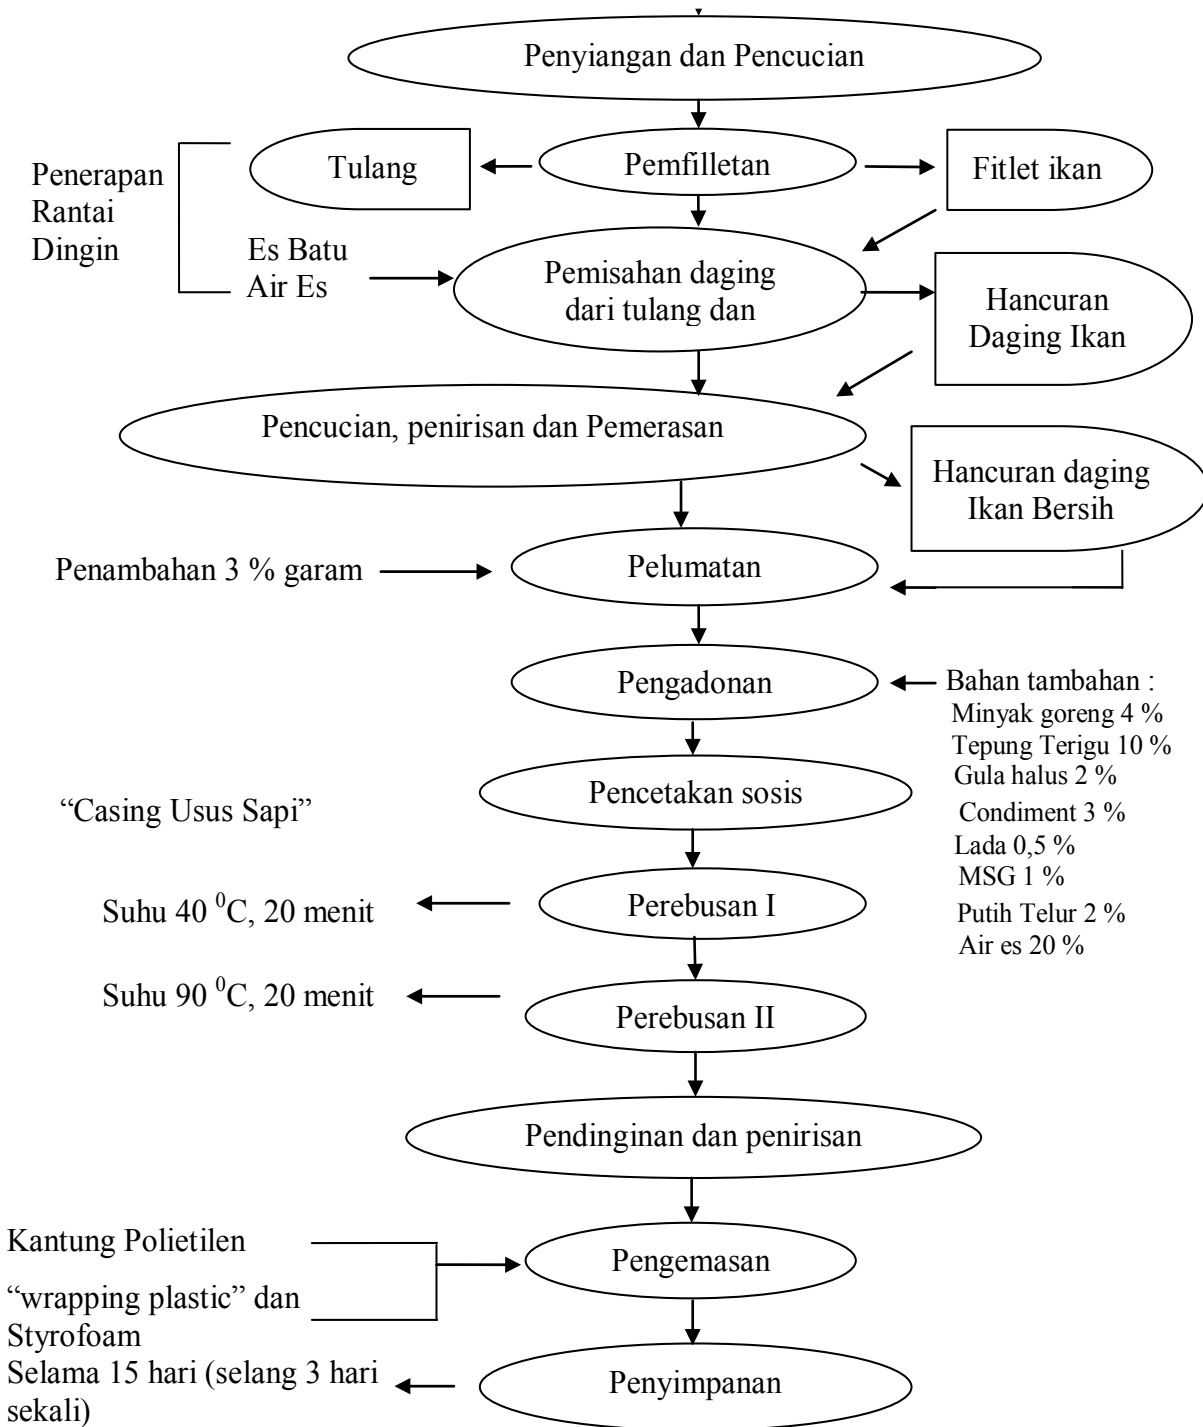 Penyiangan dan Pencucian
Penerapan
Rantai
Dingin
Tulang
Pemfilletan
Fitlet ikan
Es Batu
Air Es
Pemisahan daging
dari tulang dan
Hancuran
Daging Ikan
Pencucian, penirisan dan Pemerasan
Hancuran daging
Ikan Bersih
Penambahan 3 % garam
Pelumatan
Pengadonan
Bahan tambahan :
Minyak goreng 4 %
Tepung Terigu 10 %
Gula halus 2 %
Condiment 3 %
Lada 0,5 %
MSG 1 %
Putih Telur 2 %
Air es 20 %
“Casing Usus Sapi”
Pencetakan sosis
Suhu 40 ⁰C, 20 menit
Perebusan I
Suhu 90 ⁰C, 20 menit
Perebusan II
Pendinginan dan penirisan
Kantung Polietilen
“wrapping plastic” dan
Styrofoam
Pengemasan
Selama 15 hari (selang 3 hari
sekali)
Penyimpanan